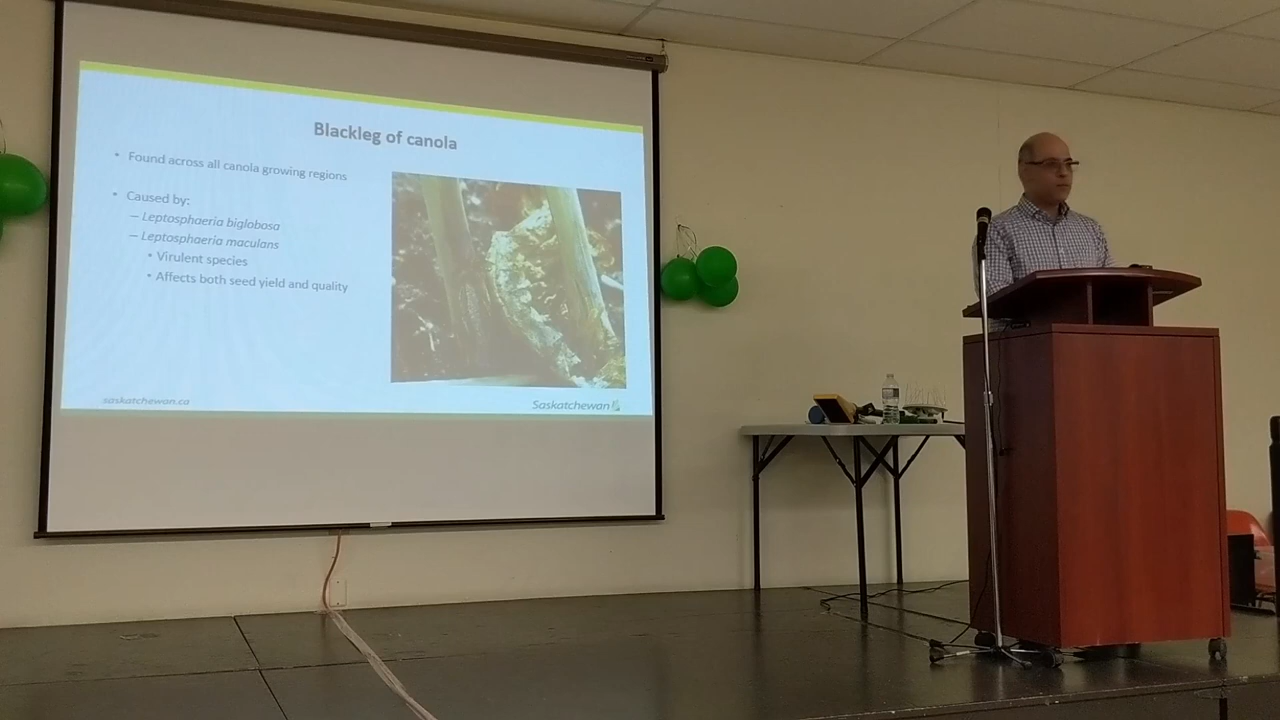 Blackleg of canola
• Found across all canola growing regions
• Caused by:
– Leptosphaeria biglobosa
– Leptosphaeria maculans
• Virulent species
• Affects both seed yield and quality
saskatchewan.ca
Saskatchewan